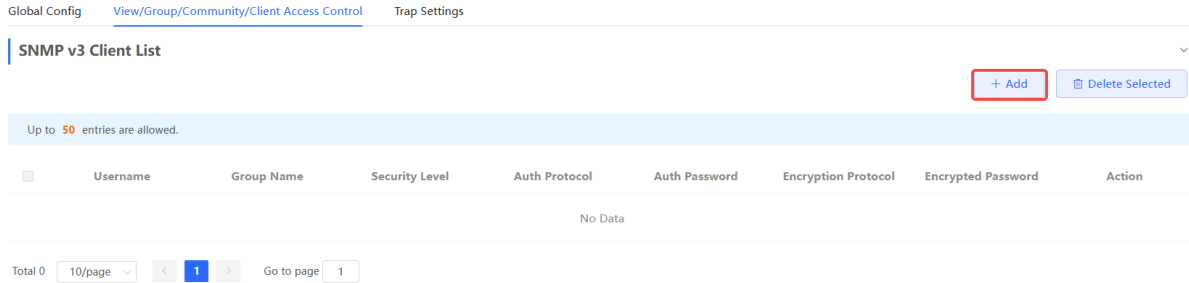 Global Config View/Group/Community/Client Access Control Trap Settings
SNMP v3 Client List
+ Add Delete Selected
Up to 50 entries are allowed.
Username Group Name Security Level Auth Protocol Auth Password Encryption Protocol Encrypted Password Action
No Data
Total 0 10/page < 1 > Go to page 1